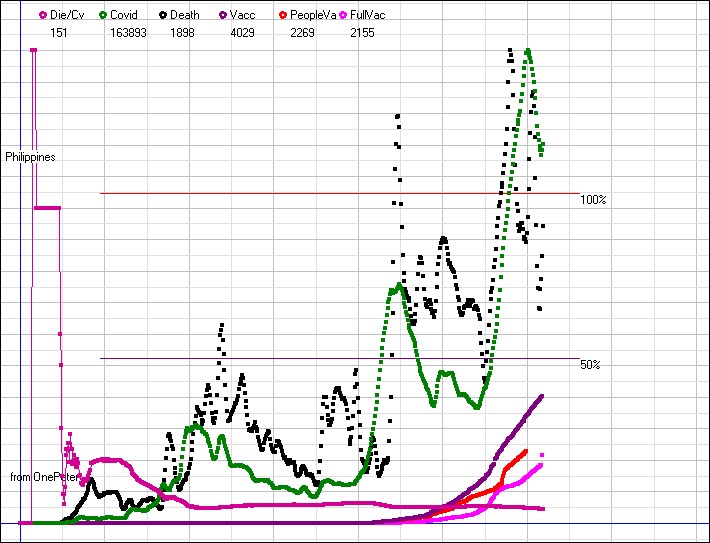 Die/Cv Covid Death Vacc PeopleVa FullVac
151 163893 1898 4029 2269 2155
Philippines
100%
50%
from OnePeter